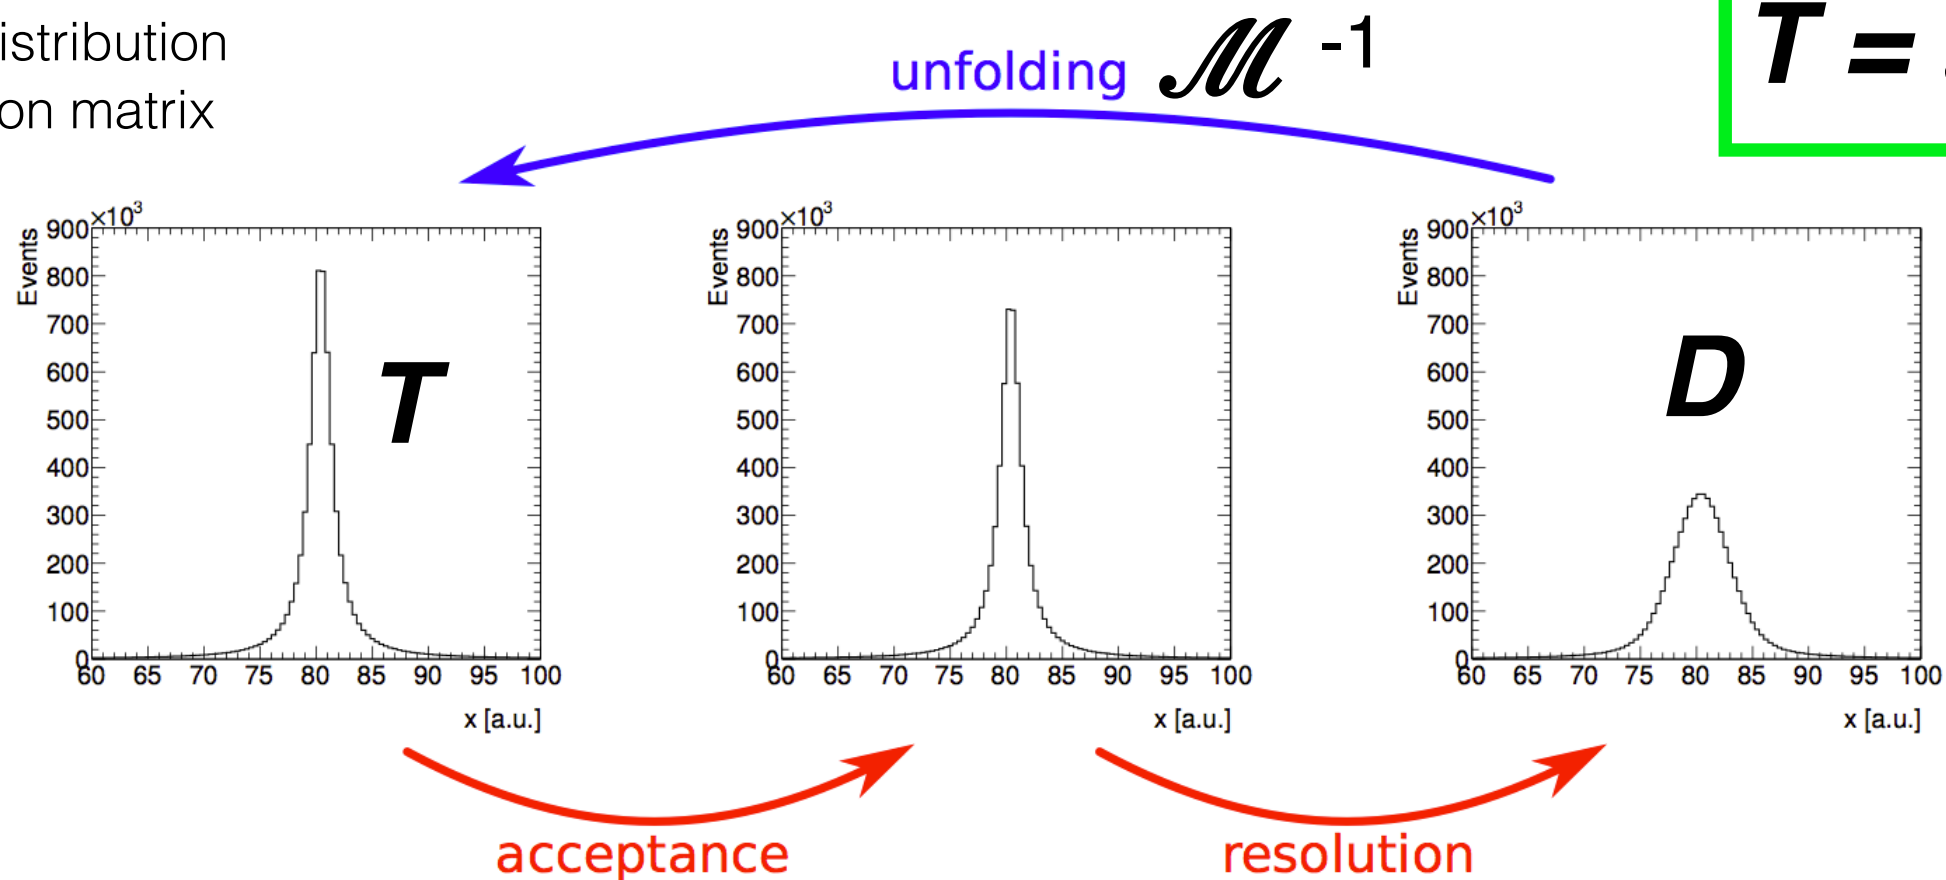 istribution
on matrix
unfolding ℳ -1
T =
×10³
Events
900
800
700
600
500
400
300
200
100
0
60 65 70 75 80 85 90 95 100
x [a.u.]
T
×10³
Events
900
800
700
600
500
400
300
200
100
0
60 65 70 75 80 85 90 95 100
x [a.u.]
×10³
Events
900
800
700
600
500
400
300
200
100
0
60 65 70 75 80 85 90 95 100
x [a.u.]
D
acceptance
resolution